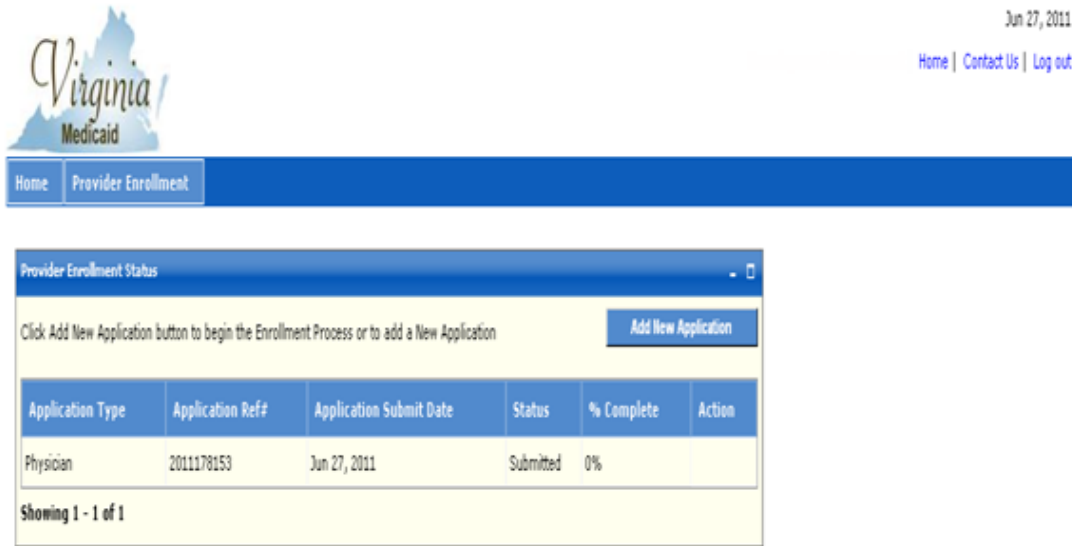 Jun 27, 2011
Home | Contact Us | Log out
Virginia
Medicaid
Home Provider Enrollment
Provider Enrollment Status
Click Add New Application button to begin the Enrollment Process or to add a New Application Add New Application
Application Type Application Ref# Application Submit Date Status % Complete Action
Physician 2011178153 Jun 27, 2011 Submitted 0%
Showing 1 - 1 of 1